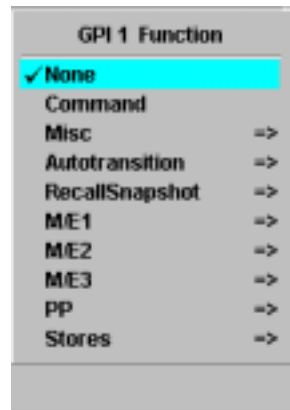 GPI 1 Function
✓None
Command
Misc =>
Autotransition =>
RecallSnapshot =>
M/E1 =>
M/E2 =>
M/E3 =>
PP =>
Stores =>